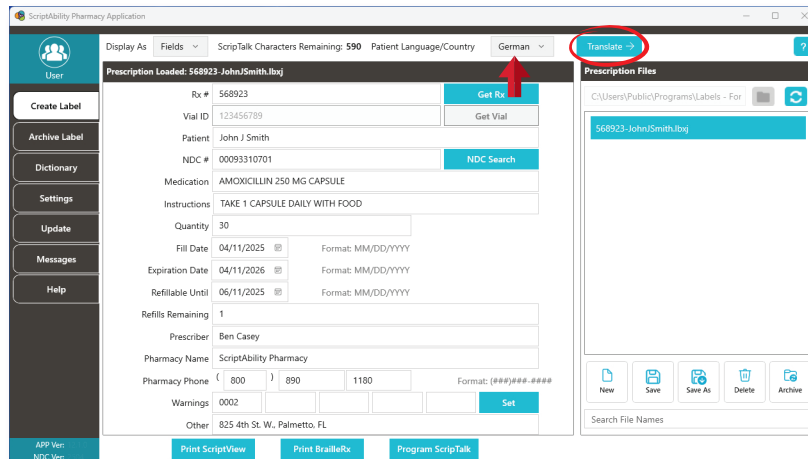 ScriptAbility Pharmacy Application
User
Display As Fields ScripTalk Characters Remaining: 590 Patient Language/Country German Translate → ?
Prescription Loaded: 568923-JohnJSmith.lbxj
Prescription Files
Create Label
Archive Label
Dictionary
Settings
Update
Messages
Help
Rx # 568923 Get Rx
Vial ID 123456789 Get Vial
Patient John J Smith
NDC # 00093310701 NDC Search
Medication AMOXICILLIN 250 MG CAPSULE
Instructions TAKE 1 CAPSULE DAILY WITH FOOD
Quantity 30
Fill Date 04/11/2025 Format: MM/DD/YYYY
Expiration Date 04/11/2026 Format: MM/DD/YYYY
Refillable Until 06/11/2025 Format: MM/DD/YYYY
Refills Remaining 1
Prescriber Ben Casey
Pharmacy Name ScriptAbility Pharmacy
Pharmacy Phone ( 800 ) 890 1180 Format: (###)###-####
Warnings 0002 Set
Other 825 4th St. W., Palmetto, FL
C:\Users\Public\Programs\Labels - For
568923-JohnJSmith.lbxj
New Save Save As Delete Archive
Search File Names
APP Ver:
NDC Ver:
Print ScriptView Print BrailleRx Program ScripTalk